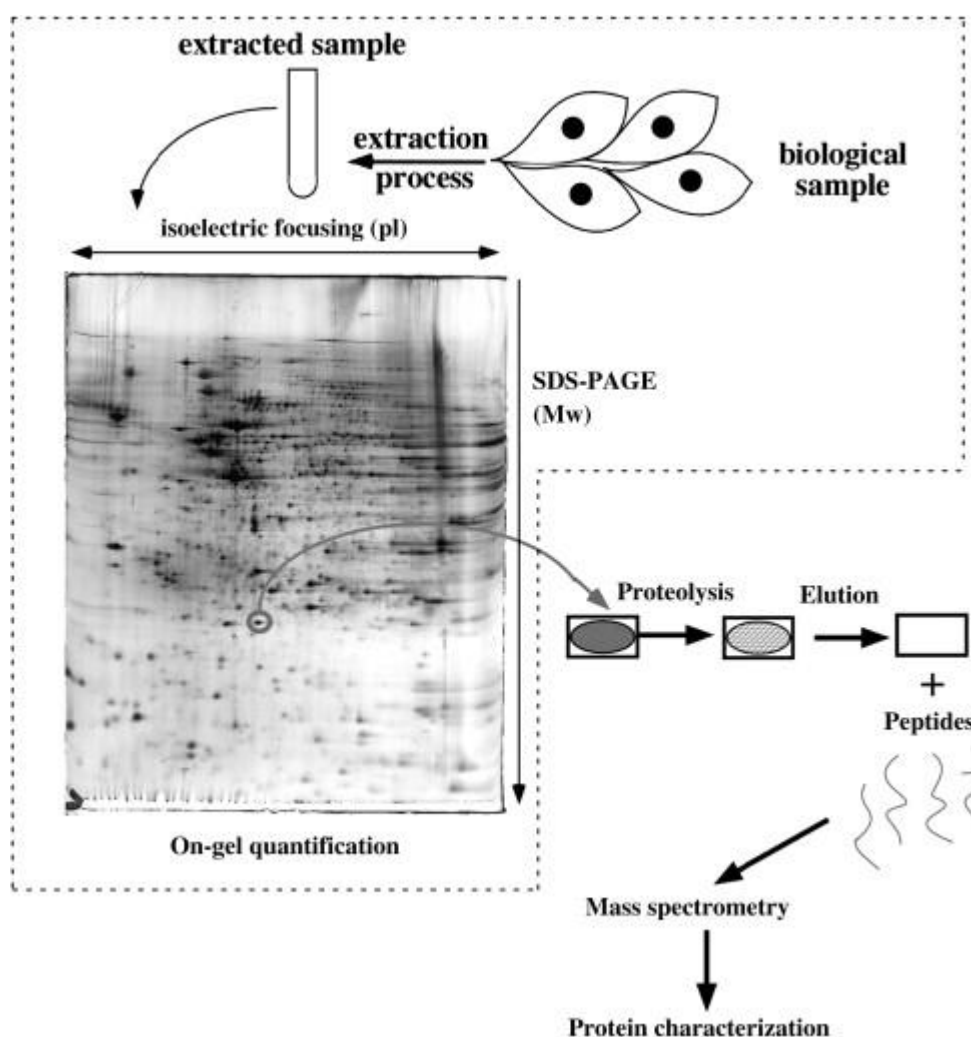 extracted sample
extraction
process
biological
sample
isoelectric focusing (pI)
SDS-PAGE
(Mw)
Proteolysis
Elution
+
Peptides
On-gel quantification
Mass spectrometry
Protein characterization